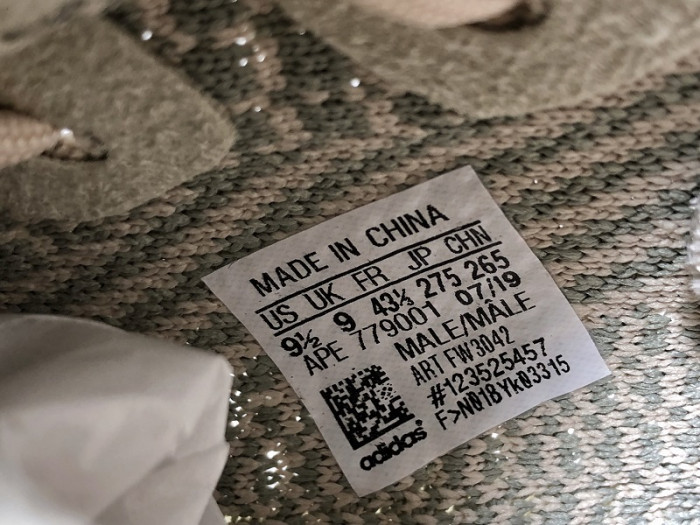 MADE IN CHINA
US UK FR JP CHN
9½ 9 43⅓ 275 265
APE 779001 07/19
MALE/MÂLE
ART FW3042
#123525457
F>N01BYk03315
adidas®